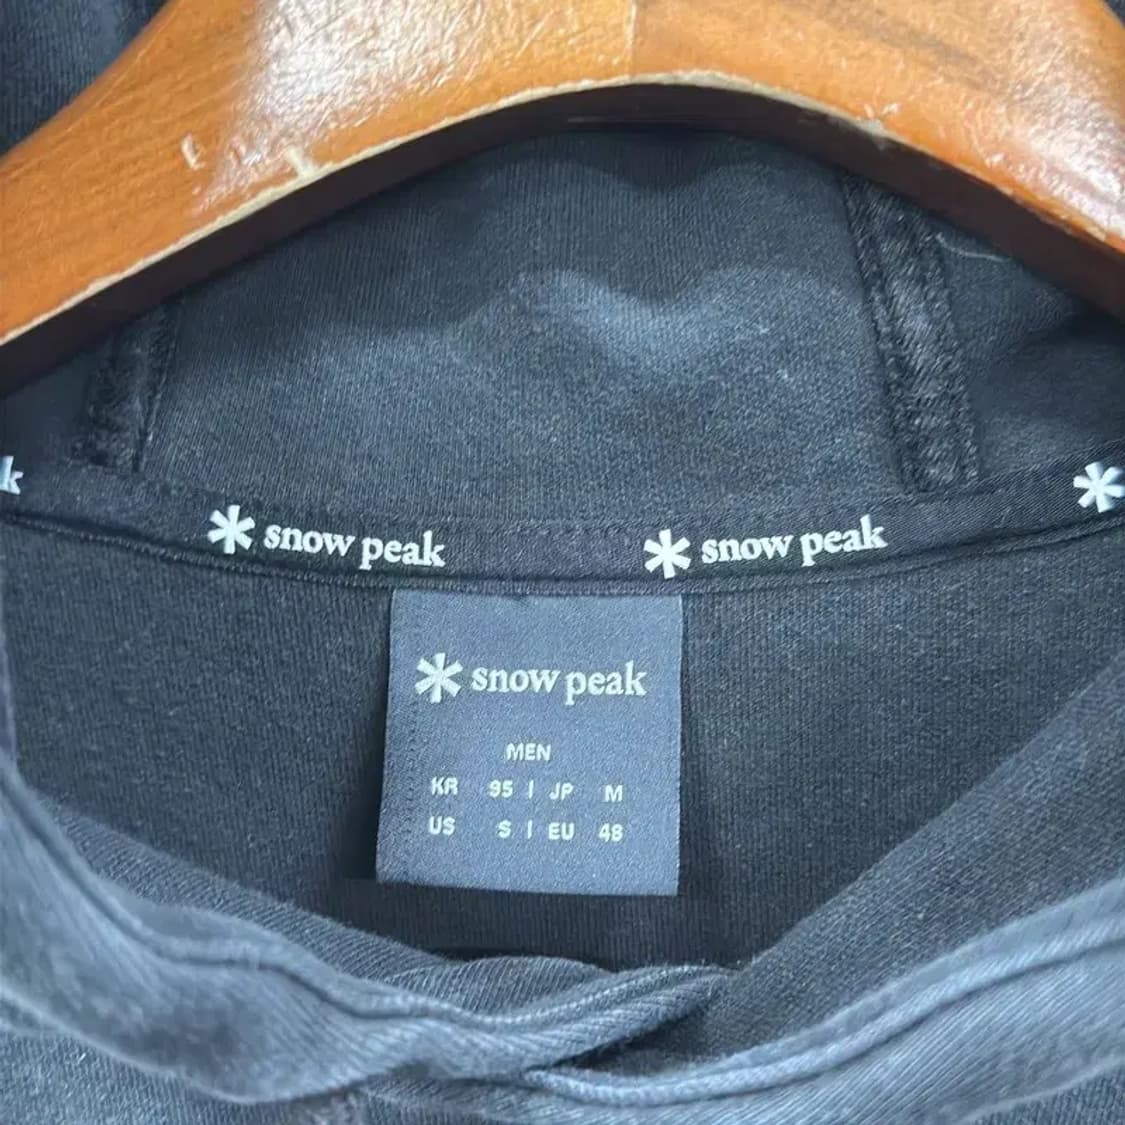 k
snow peak
snow peak
snow peak
MEN
KR 95 | JP M
US S | EU 48